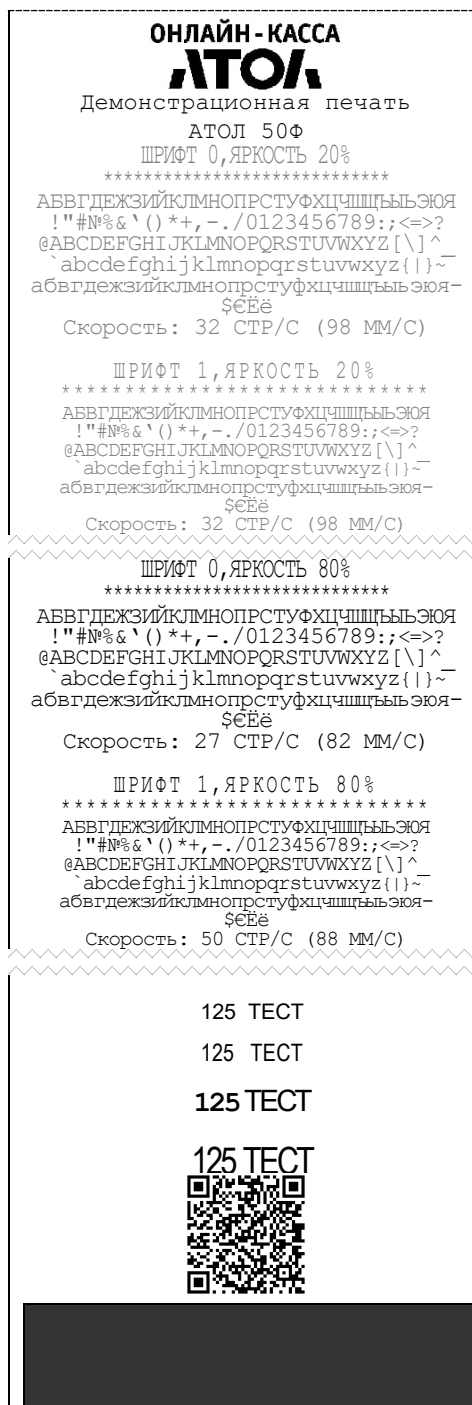 ОНЛАЙН-КАССА
АТОЛ
Демонстрационная печать
АТОЛ 50Ф
ШРИФТ 0,ЯРКОСТЬ 20%
****************************
АБВГДЕЖЗИЙКЛМНОПРСТУФХЦЧШЩЪЫЬЭЮЯ
!"#№%&`()*+,-./0123456789:;<=>?
@ABCDEFGHIJKLMNOPQRSTUVWXYZ[\]^_
`abcdefghijklmnopqrstuvwxyz{|}~
абвгдежзийклмнопрстуфхцчшщъыьэюя-
$€Ёё
Скорость: 32 СТР/С (98 ММ/С)
ШРИФТ 1,ЯРКОСТЬ 20%
*****************************
АБВГДЕЖЗИЙКЛМНОПРСТУФХЦЧШЩЪЫЬЭЮЯ
!"#№%&`()*+,-./0123456789:;<=>?
@ABCDEFGHIJKLMNOPQRSTUVWXYZ[\]^_
`abcdefghijklmnopqrstuvwxyz{|}~
абвгдежзийклмнопрстуфхцчшщъыьэюя-
$€Ёё
Скорость: 32 СТР/С (98 ММ/С)
ШРИФТ 0,ЯРКОСТЬ 80%
****************************
АБВГДЕЖЗИЙКЛМНОПРСТУФХЦЧШЩЪЫЬЭЮЯ
!"#№%&`()*+,-./0123456789:;<=>?
@ABCDEFGHIJKLMNOPQRSTUVWXYZ[\]^_
`abcdefghijklmnopqrstuvwxyz{|}~
абвгдежзийклмнопрстуфхцчшщъыьэюя-
$€Ёё
Скорость: 27 СТР/С (82 ММ/С)
ШРИФТ 1,ЯРКОСТЬ 80%
*****************************
АБВГДЕЖЗИЙКЛМНОПРСТУФХЦЧШЩЪЫЬЭЮЯ
!"#№%&`()*+,-./0123456789:;<=>?
@ABCDEFGHIJKLMNOPQRSTUVWXYZ[\]^_
`abcdefghijklmnopqrstuvwxyz{|}~
абвгдежзийклмнопрстуфхцчшщъыьэюя-
$€Ёё
Скорость: 50 СТР/С (88 ММ/С)
125 ТЕСТ
125 ТЕСТ
125 ТЕСТ
125 ТЕСТ